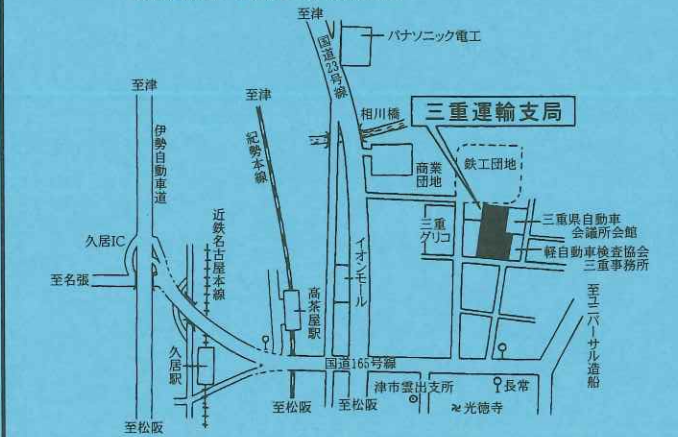 至津
パナソニック電工
国道23号線
至津
至津
相川橋
三重運輸支局
伊勢自動車道
紀勢本線
商業
団地
鉄工団地
近鉄名古屋本線
三重
グリコ
三重県自動車
会議所会館
久居IC
イオンモール
軽自動車検査協会
三重事務所
至名張
高茶屋駅
至ユニバーサル造船
久居駅
国道165号線
津市雲出支所
長常
光徳寺
至松阪
至松阪
至松阪